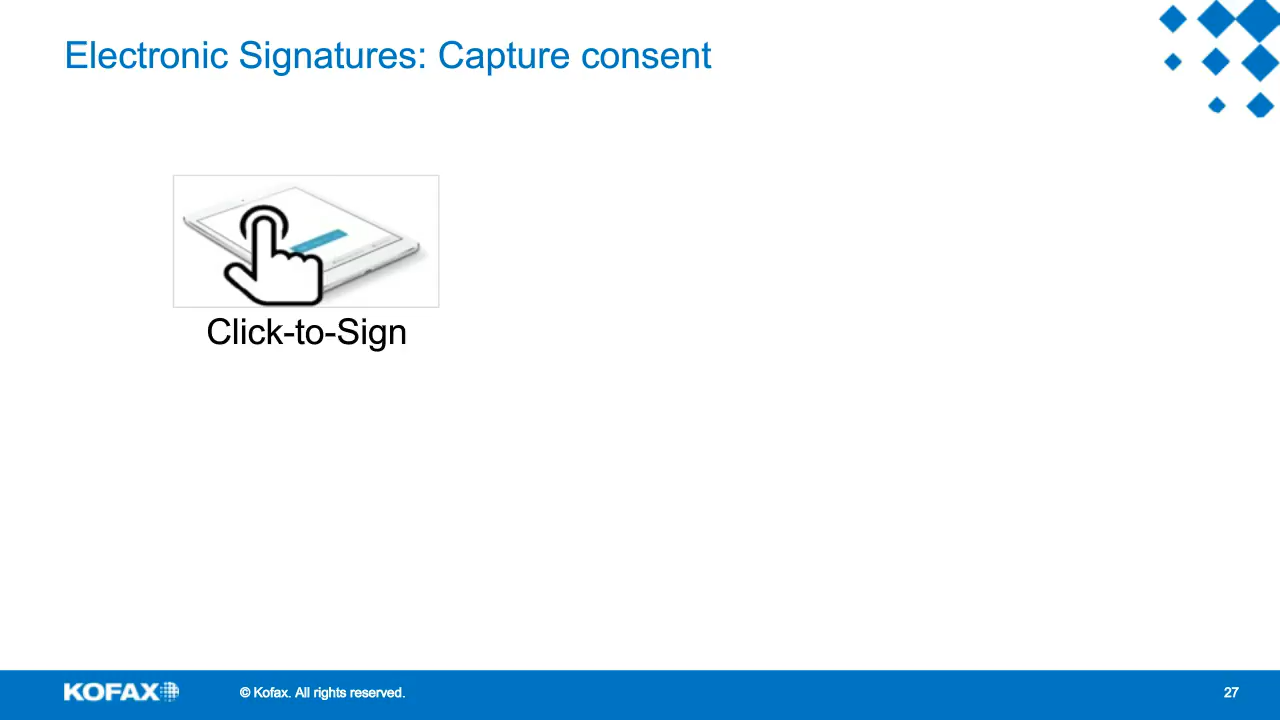 Electronic Signatures: Capture consent
Click-to-Sign
KOFAX
© Kofax. All rights reserved.
27